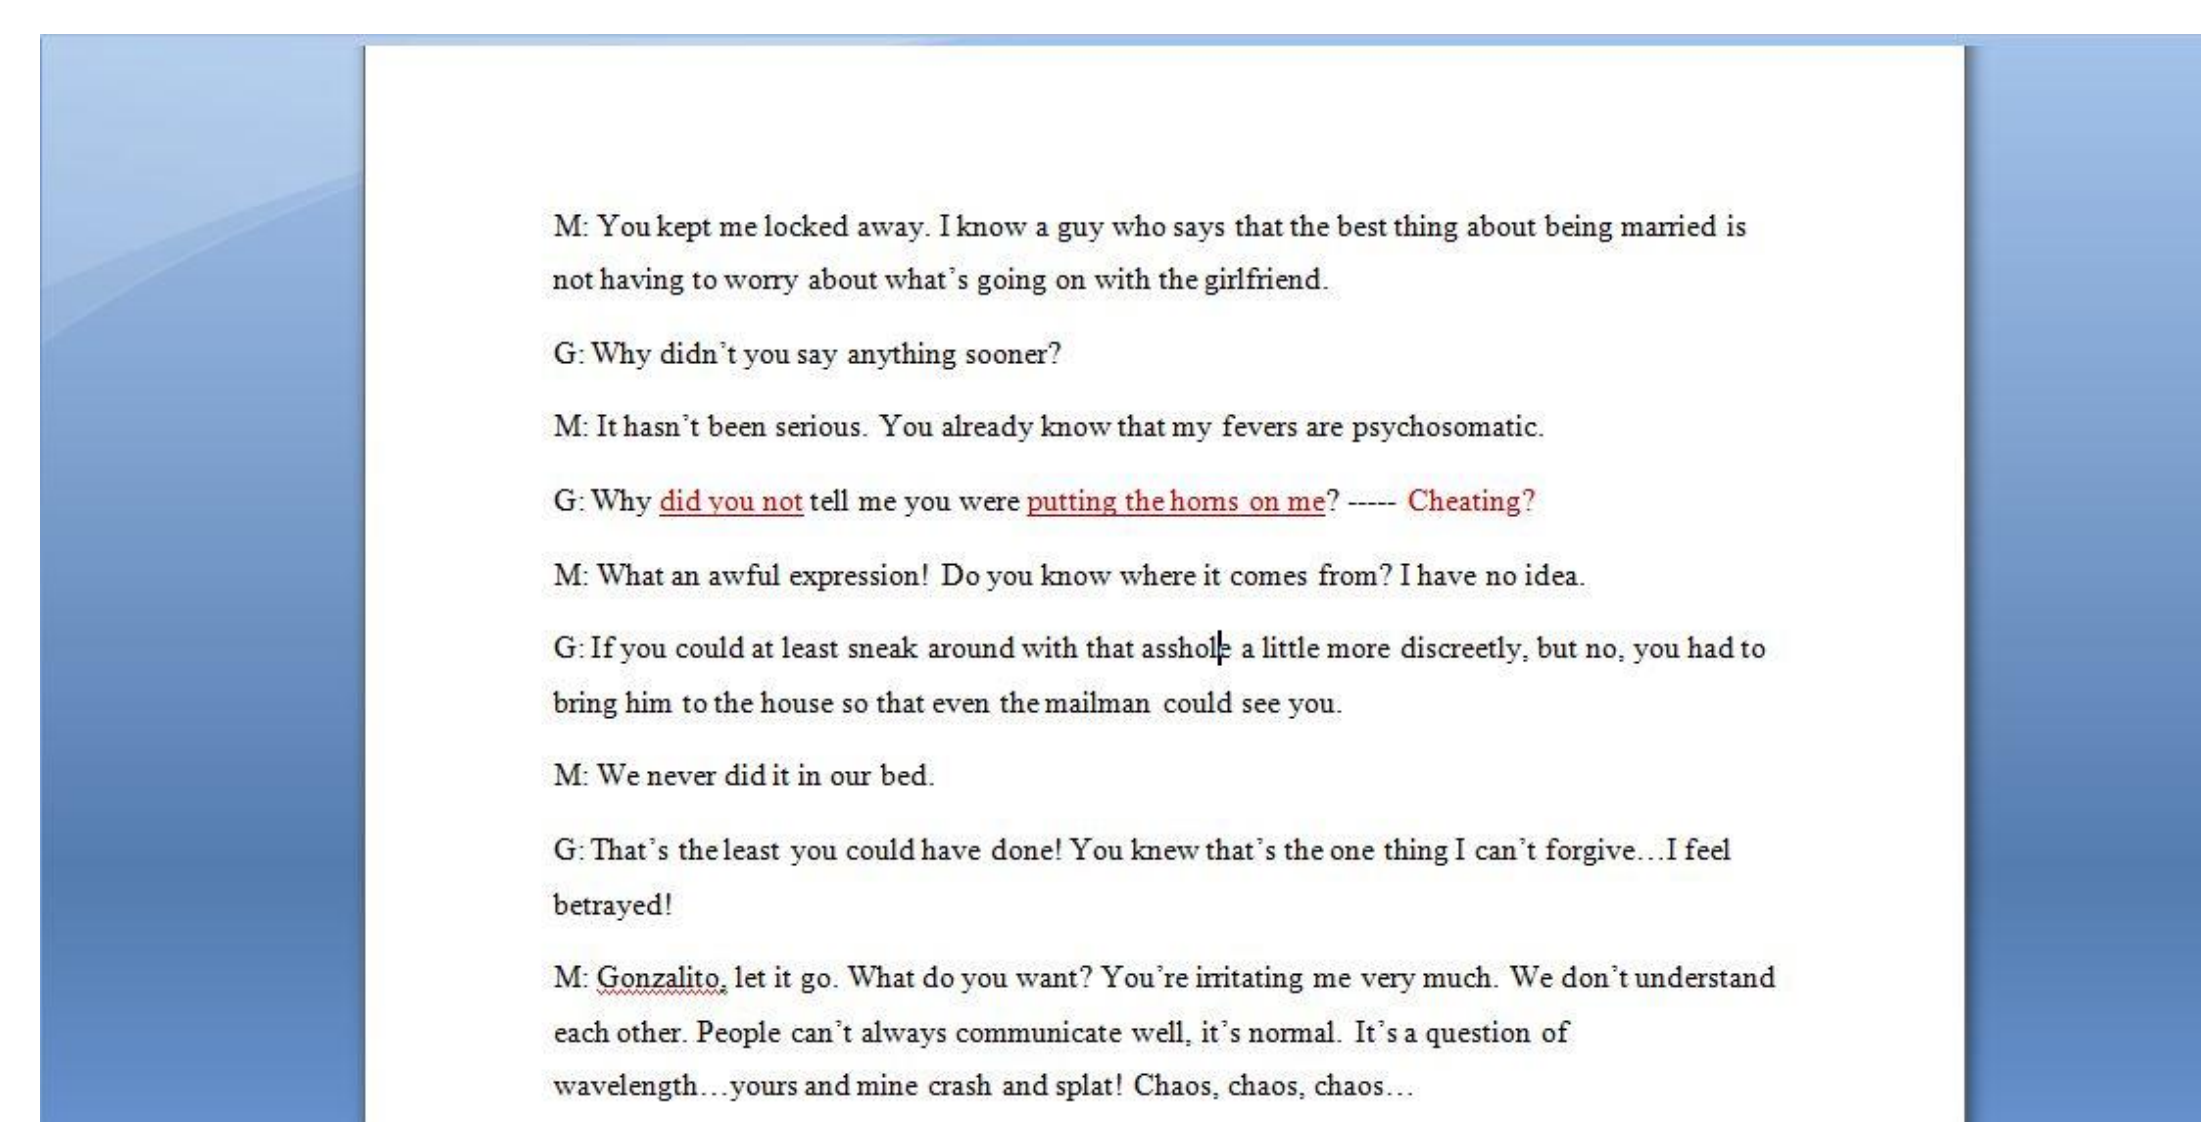 M: You kept me locked away. I know a guy who says that the best thing about being married is
not having to worry about what’s going on with the girlfriend.
G: Why didn’t you say anything sooner?
M: It hasn’t been serious. You already know that my fevers are psychosomatic.
G: Why did you not tell me you were putting the horns on me? ----- Cheating?
M: What an awful expression! Do you know where it comes from? I have no idea.
G: If you could at least sneak around with that asshole a little more discreetly, but no, you had to
bring him to the house so that even the mailman could see you.
M: We never did it in our bed.
G: That’s the least you could have done! You knew that’s the one thing I can’t forgive…I feel
betrayed!
M: Gonzalito, let it go. What do you want? You’re irritating me very much. We don’t understand
each other. People can’t always communicate well, it’s normal. It’s a question of
wavelength…yours and mine crash and splat! Chaos, chaos, chaos…